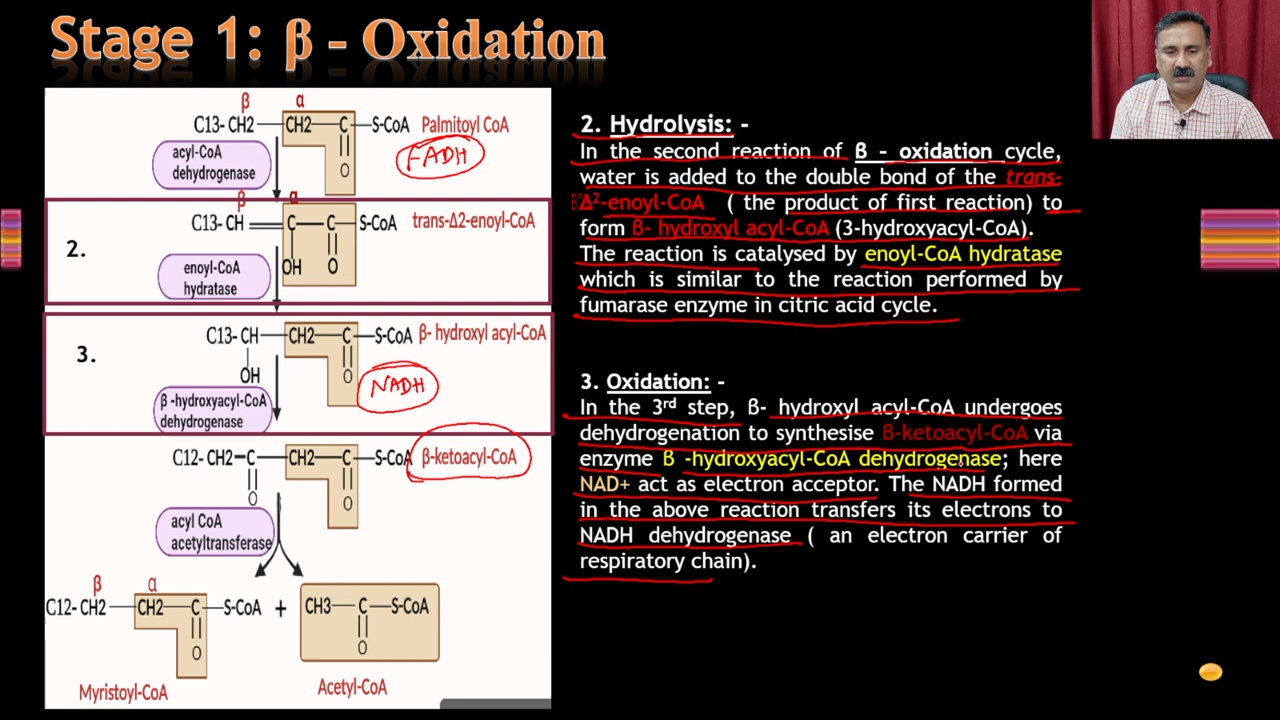 Stage 1: β - Oxidation
β α
C13- CH2 CH2 C S-CoA Palmitoyl CoA
O
FADH
acyl-CoA
dehydrogenase
β α
C13- CH C C S-CoA trans-Δ2-enoyl-CoA
2.
OH O
enoyl-CoA
hydratase
C13- CH CH2 C S-CoA β- hydroxyl acyl-CoA
3.
OH O
NADH
β -hydroxyacyl-CoA
dehydrogenase
C12- CH2 C CH2 C S-CoA β-ketoacyl-CoA
O O
acyl CoA
acetyltransferase
β α
C12- CH2 CH2 C S-CoA + CH3 C S-CoA
O O
Myristoyl-CoA Acetyl-CoA
2. Hydrolysis: -
In the second reaction of β - oxidation cycle,
water is added to the double bond of the trans-
Δ²-enoyl-CoA ( the product of first reaction) to
form β- hydroxyl acyl-CoA (3-hydroxyacyl-CoA).
The reaction is catalysed by enoyl-CoA hydratase
which is similar to the reaction performed by
fumarase enzyme in citric acid cycle.
3. Oxidation: -
In the 3rd step, β- hydroxyl acyl-CoA undergoes
dehydrogenation to synthesise β-ketoacyl-CoA via
enzyme β -hydroxyacyl-CoA dehydrogenase; here
NAD+ act as electron acceptor. The NADH formed
in the above reaction transfers its electrons to
NADH dehydrogenase ( an electron carrier of
respiratory chain).